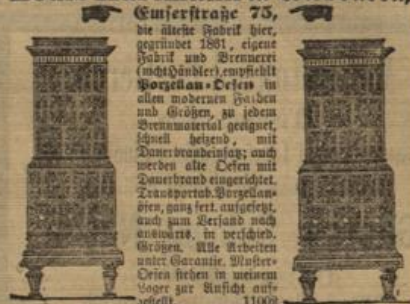 Emserstraße 75,
die älteste Fabrik hier,
gegründet 1861, eigene
Fabrik und Brennerei
(nicht Händler), empfiehlt
Porzellan-Oefen in
allen modernen Farben
und Größen, zu jedem
Brennmaterial geeignet,
schnell heizend, mit
Dauerbrandeinsatz; auch
werden alte Oefen mit
Dauerbrand eingerichtet.
Transportab. Porzellan-
öfen, ganz fert. aufgesetzt,
auch zum Versand nach
auswärts, in verschied.
Größen. Alle Arbeiten
unter Garantie. Muster-
Oefen stehen in meinem
Lager zur Ansicht auf-
gestellt. 11002